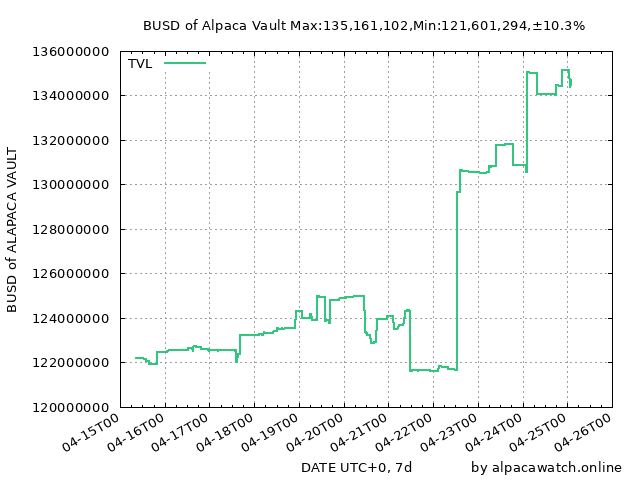 BUSD of Alpaca Vault Max:135,161,102,Min:121,601,294,±10.3%
TVL
136000000
134000000
132000000
130000000
128000000
126000000
124000000
122000000
120000000
BUSD of ALAPACA VAULT
04-15T00
04-16T00
04-17T00
04-18T00
04-19T00
04-20T00
04-21T00
04-22T00
04-23T00
04-24T00
04-25T00
04-26T00
DATE UTC+0, 7d
by alpacawatch.online